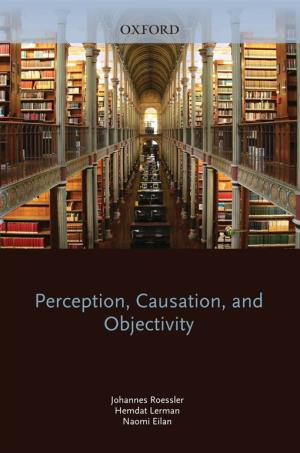 OXFORD
Perception, Causation, and
Objectivity
Johannes Roessler
Hemdat Lerman
Naomi Eilan